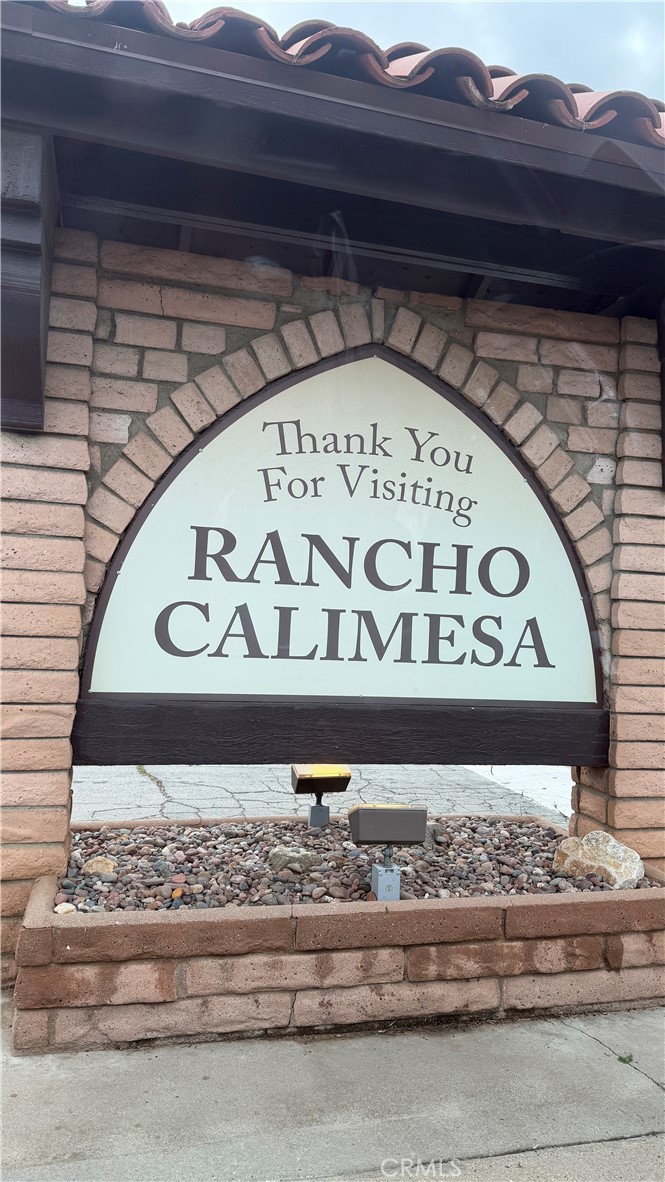 Thank You
For Visiting
RANCHO
CALIMESA
CRMLS